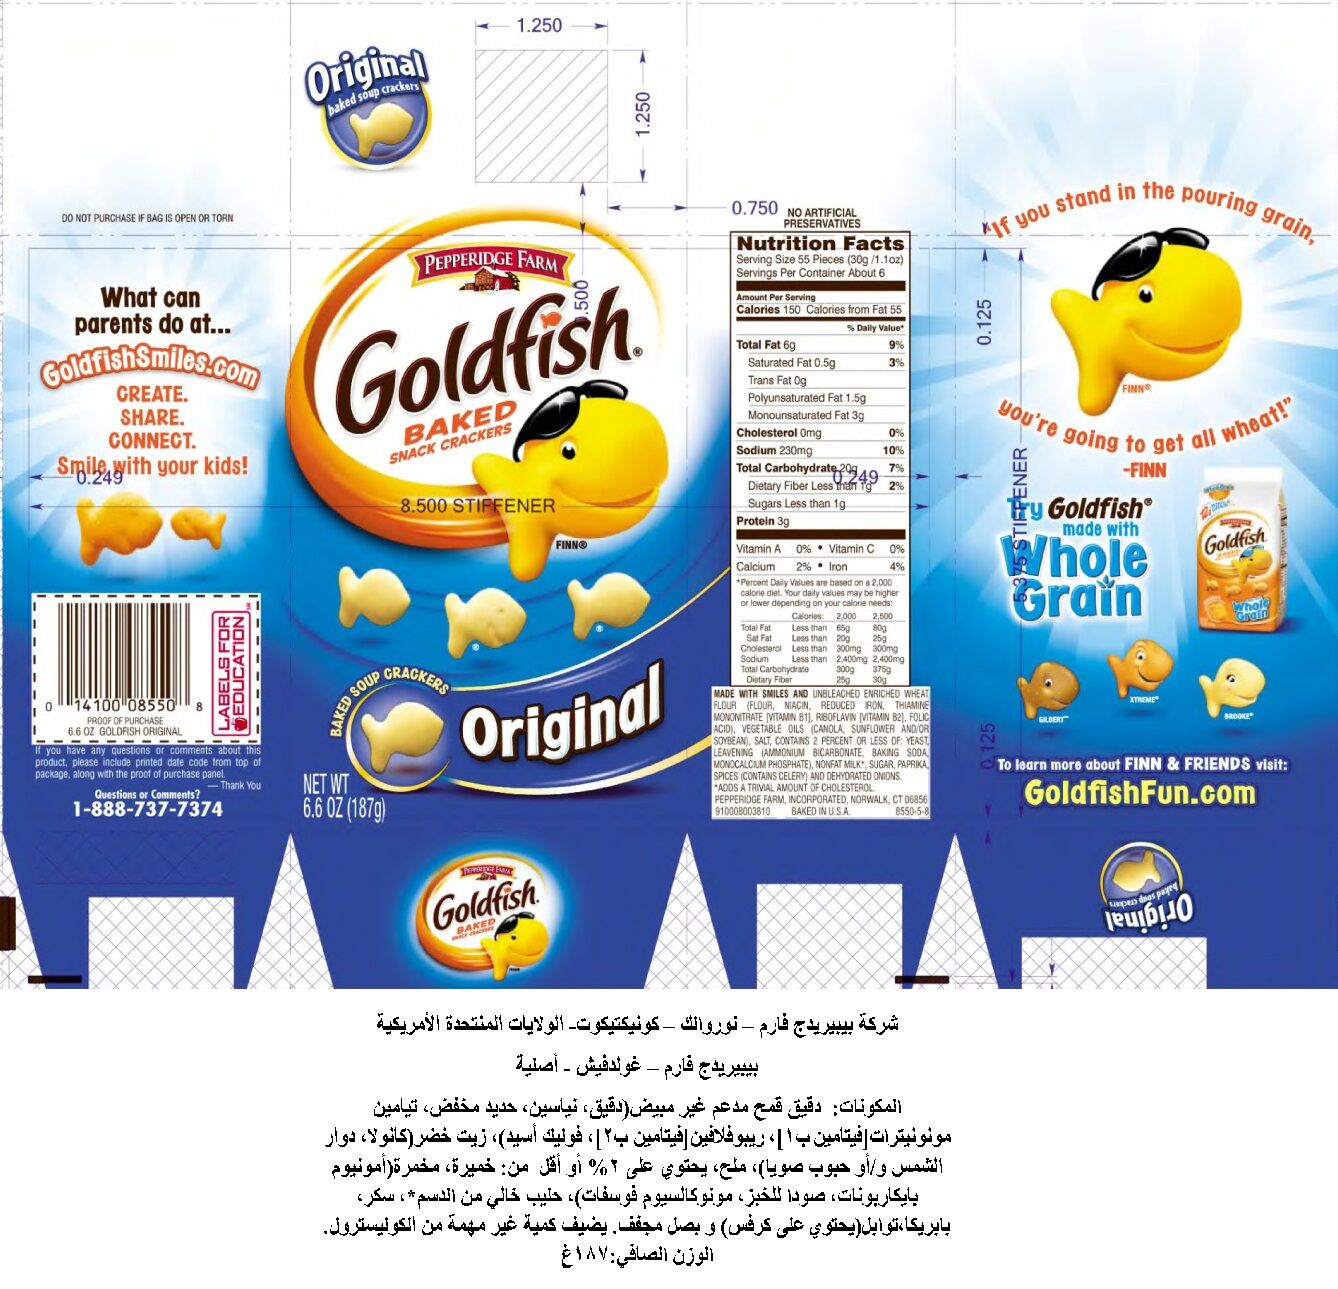 1.250
Original
baked soup crackers
1.250
0.750
DO NOT PURCHASE IF BAG IS OPEN OR TORN
What can
parents do at...
GoldfishSmiles.com
CREATE.
SHARE.
CONNECT.
Smile with your kids!
0.249
0 14100 08550 8
PROOF OF PURCHASE
6.6 OZ GOLDFISH ORIGINAL
LABELS FOR
EDUCATION™
If you have any questions or comments about this
product, please include printed date code from top of
package, along with the proof of purchase panel.
— Thank You
Questions or Comments?
1-888-737-7374
PEPPERIDGE FARM
Goldfish®
BAKED
SNACK CRACKERS
8.500 STIFFENER
FINN®
®
®
BAKED SOUP CRACKERS
Original
NET WT
6.6 OZ (187g)
PEPPERIDGE FARM
Goldfish.
BAKED
SNACK CRACKERS
FINN®
NO ARTIFICIAL
PRESERVATIVES
Nutrition Facts
Serving Size 55 Pieces (30g /1.1oz)
Servings Per Container About 6
Amount Per Serving
Calories 150 Calories from Fat 55
% Daily Value*
Total Fat 6g 9%
Saturated Fat 0.5g 3%
Trans Fat 0g
Polyunsaturated Fat 1.5g
Monounsaturated Fat 3g
Cholesterol 0mg 0%
Sodium 230mg 10%
Total Carbohydrate 20g 7%
0.249
Dietary Fiber Less than 1g 2%
Sugars Less than 1g
Protein 3g
Vitamin A 0% • Vitamin C 0%
Calcium 2% • Iron 4%
*Percent Daily Values are based on a 2,000
calorie diet. Your daily values may be higher
or lower depending on your calorie needs:
Calories: 2,000 2,500
Total Fat Less than 65g 80g
Sat Fat Less than 20g 25g
Cholesterol Less than 300mg 300mg
Sodium Less than 2,400mg 2,400mg
Total Carbohydrate 300g 375g
Dietary Fiber 25g 30g
MADE WITH SMILES AND UNBLEACHED ENRICHED WHEAT
FLOUR (FLOUR, NIACIN, REDUCED IRON, THIAMINE
MONONITRATE [VITAMIN B1], RIBOFLAVIN [VITAMIN B2], FOLIC
ACID), VEGETABLE OILS (CANOLA, SUNFLOWER AND/OR
SOYBEAN), SALT, CONTAINS 2 PERCENT OR LESS OF: YEAST,
LEAVENING (AMMONIUM BICARBONATE, BAKING SODA,
MONOCALCIUM PHOSPHATE), NONFAT MILK*, SUGAR, PAPRIKA,
SPICES (CONTAINS CELERY) AND DEHYDRATED ONIONS.
*ADDS A TRIVIAL AMOUNT OF CHOLESTEROL.
PEPPERIDGE FARM, INCORPORATED, NORWALK, CT 06856
910008003810 BAKED IN U.S.A. 8550-5-8
"If you stand in the pouring grain,
0.125
FINN®
you're going to get all wheat!"
-FINN
5.375 STIFFENER
Try Goldfish®
made with
Whole
Grain
PEPPERIDGE FARM
Goldfish
Whole
Grain
GILBERT™
XTREME®
BROOKE®
0.125
To learn more about FINN & FRIENDS visit:
GoldfishFun.com
Original
baked soup crackers
شركة بيبيريدج فارم – نوروالك – كونيكتيكوت- الولايات المتتحدة الأمريكية
بيبيريدج فارم – غولدفيش - أصلية
المكونات: دقيق قمح مدعم غير مبيض(دقيق، نياسين، حديد مخفض، تيامين
مونونيترات[فيتامين ب١]، ريبوفلافين[فيتامين ب٢]، فوليك أسيد)، زيت خضر(كانولا، دوار
الشمس و/أو حبوب صويا)، ملح، يحتوي على ٢% أو أقل من: خميرة، مخمرة(أمونيوم
بايكاربونات، صودا للخبز، مونوكالسيوم فوسفات)، حليب خالي من الدسم*، سكر،
بابريكا،توابل(يحتوي على كرفس) و بصل مجفف. يضيف كمية غير مهمة من الكوليسترول.
الوزن الصافي:١٨٧غ